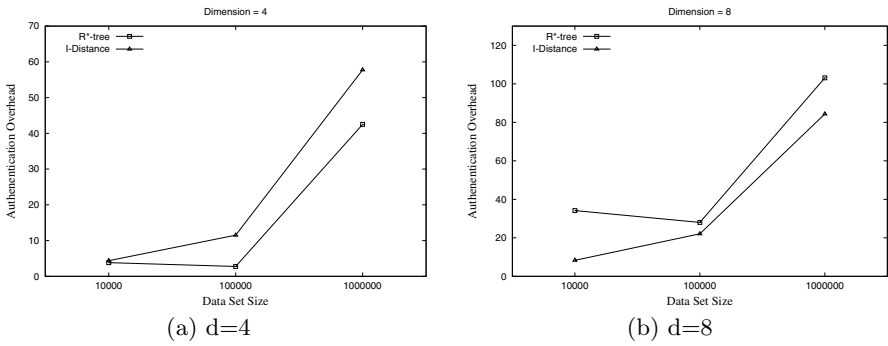 Dimension = 4
R*-tree
I-Distance
70
60
50
40
30
20
10
0
Authenentication Overhead
10000 100000 1000000
Data Set Size
(a) d=4
Dimension = 8
R*-tree
I-Distance
120
100
80
60
40
20
0
Authenentication Overhead
10000 100000 1000000
Data Set Size
(b) d=8